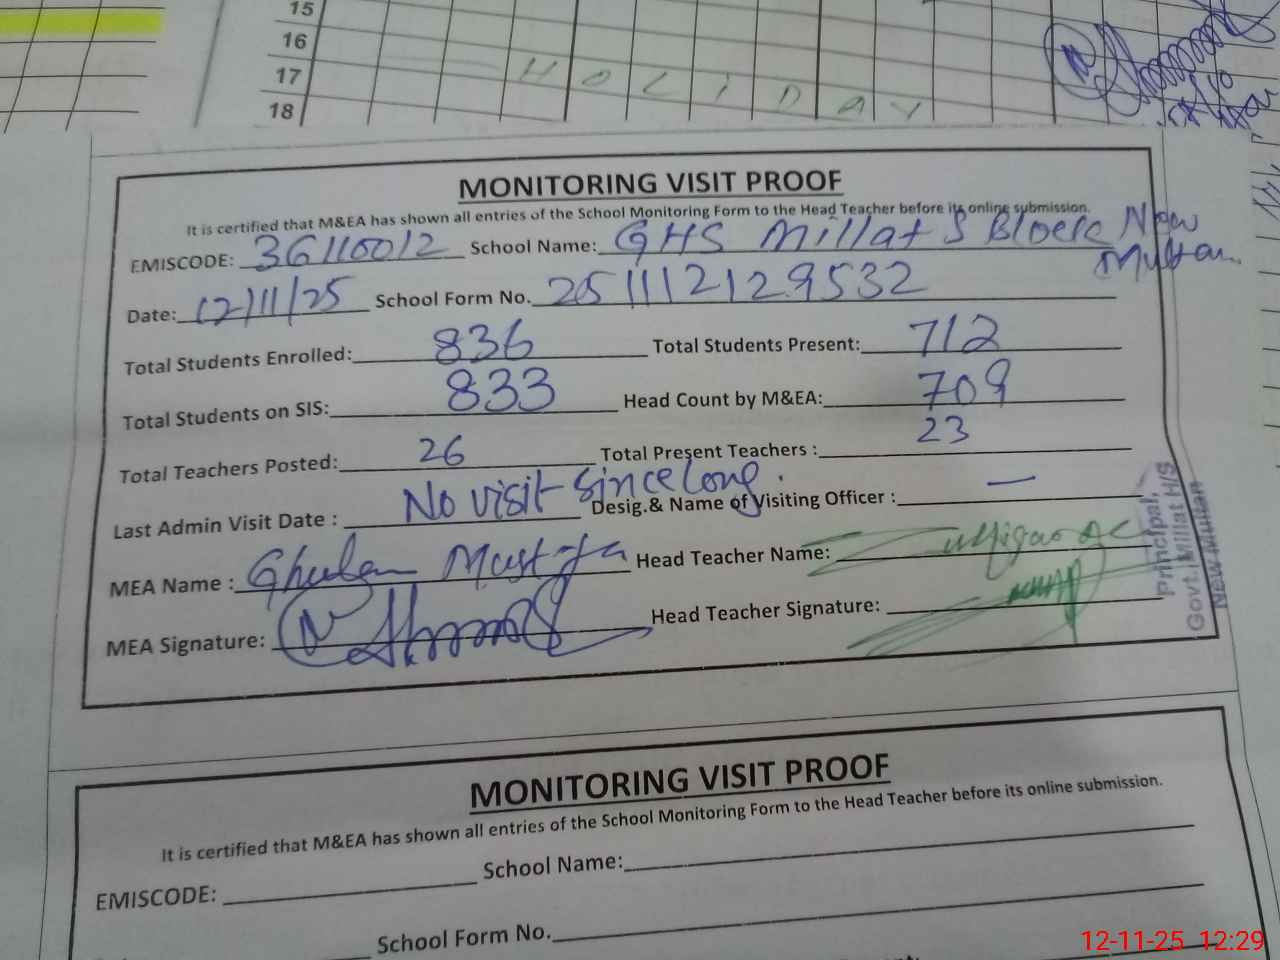 15
16
17 HOLIDAY
18
MONITORING VISIT PROOF
It is certified that M&EA has shown all entries of the School Monitoring Form to the Head Teacher before its online submission.
EMISCODE: 36110012 School Name: GHS Millat S Block New Multan
Date: 12/11/25 School Form No. 251112129532
Total Students Enrolled: 836 Total Students Present: 712
Total Students on SIS: 833 Head Count by M&EA: 709
Total Teachers Posted: 26 Total Present Teachers : 23
Last Admin Visit Date : No visit since long. Desig.& Name of Visiting Officer : —
MEA Name : Ghulam Mustafa Head Teacher Name:
MEA Signature: Head Teacher Signature:
Principal,
Govt. Millat H/S
New Multan
MONITORING VISIT PROOF
It is certified that M&EA has shown all entries of the School Monitoring Form to the Head Teacher before its online submission.
EMISCODE: School Name:
School Form No.
12-11-25 12:29